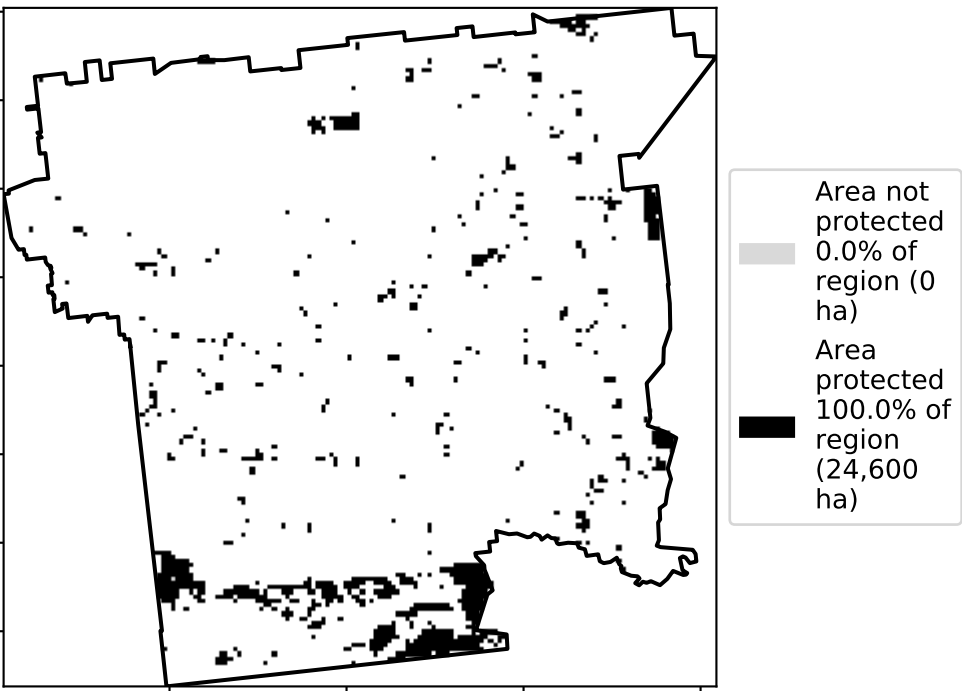 Area not
protected
0.0% of
region (0
ha)
Area
protected
100.0% of
region
(24,600
ha)